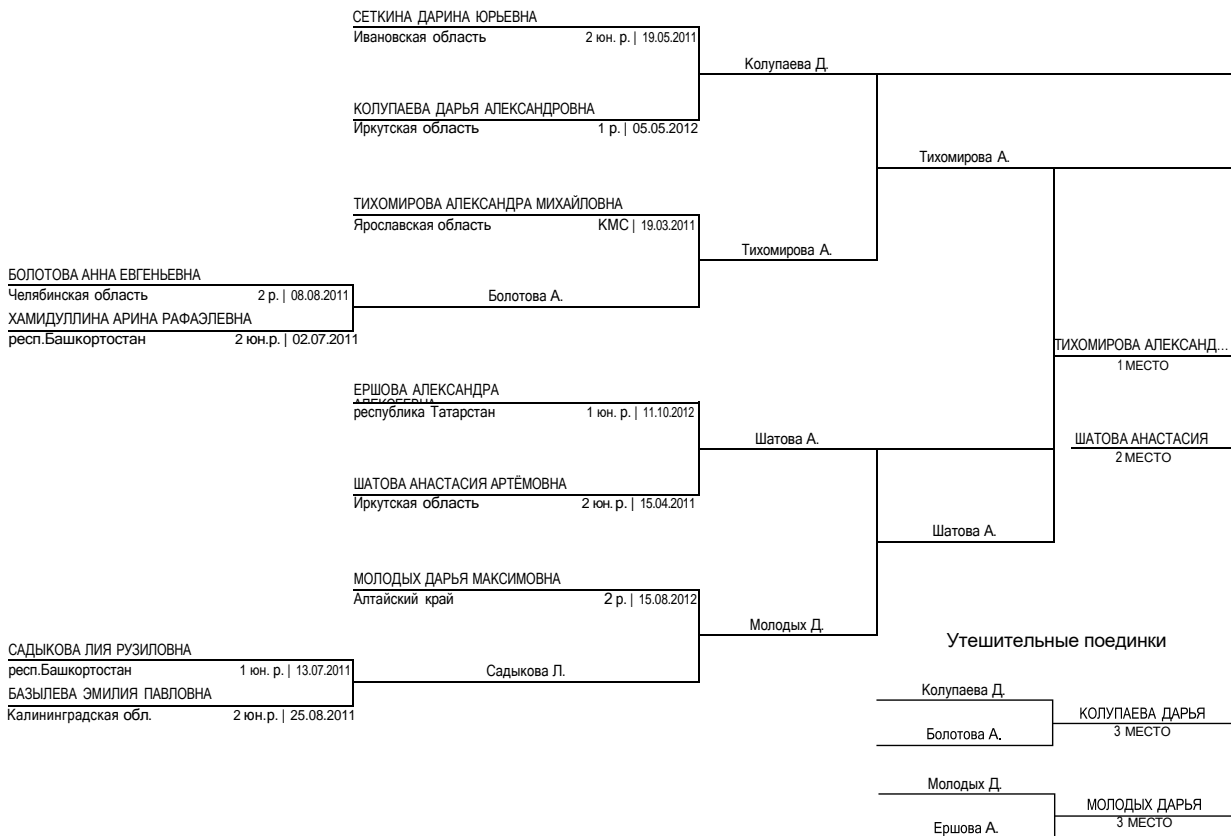 СЕТКИНА ДАРИНА ЮРЬЕВНА
Ивановская область 2 юн. р. | 19.05.2011
Колупаева Д.
КОЛУПАЕВА ДАРЬЯ АЛЕКСАНДРОВНА
Иркутская область 1 р. | 05.05.2012
Тихомирова А.
ТИХОМИРОВА АЛЕКСАНДРА МИХАЙЛОВНА
Ярославская область КМС | 19.03.2011
Тихомирова А.
БОЛОТОВА АННА ЕВГЕНЬЕВНА
Челябинская область 2 р. | 08.08.2011
Болотова А.
ХАМИДУЛЛИНА АРИНА РАФАЭЛЕВНА
респ.Башкортостан 2 юн.р. | 02.07.2011
ТИХОМИРОВА АЛЕКСАНД...
1 МЕСТО
ЕРШОВА АЛЕКСАНДРА
АЛЕКСЕЕВНА
республика Татарстан 1 юн. р. | 11.10.2012
Шатова А.
ШАТОВА АНАСТАСИЯ
2 МЕСТО
ШАТОВА АНАСТАСИЯ АРТЁМОВНА
Иркутская область 2 юн. р. | 15.04.2011
Шатова А.
МОЛОДЫХ ДАРЬЯ МАКСИМОВНА
Алтайский край 2 р. | 15.08.2012
Молодых Д.
Утешительные поединки
САДЫКОВА ЛИЯ РУЗИЛОВНА
респ.Башкортостан 1 юн. р. | 13.07.2011
Садыкова Л.
БАЗЫЛЕВА ЭМИЛИЯ ПАВЛОВНА
Калининградская обл. 2 юн.р. | 25.08.2011
Колупаева Д.
КОЛУПАЕВА ДАРЬЯ
3 МЕСТО
Болотова А.
Молодых Д.
МОЛОДЫХ ДАРЬЯ
3 МЕСТО
Ершова А.